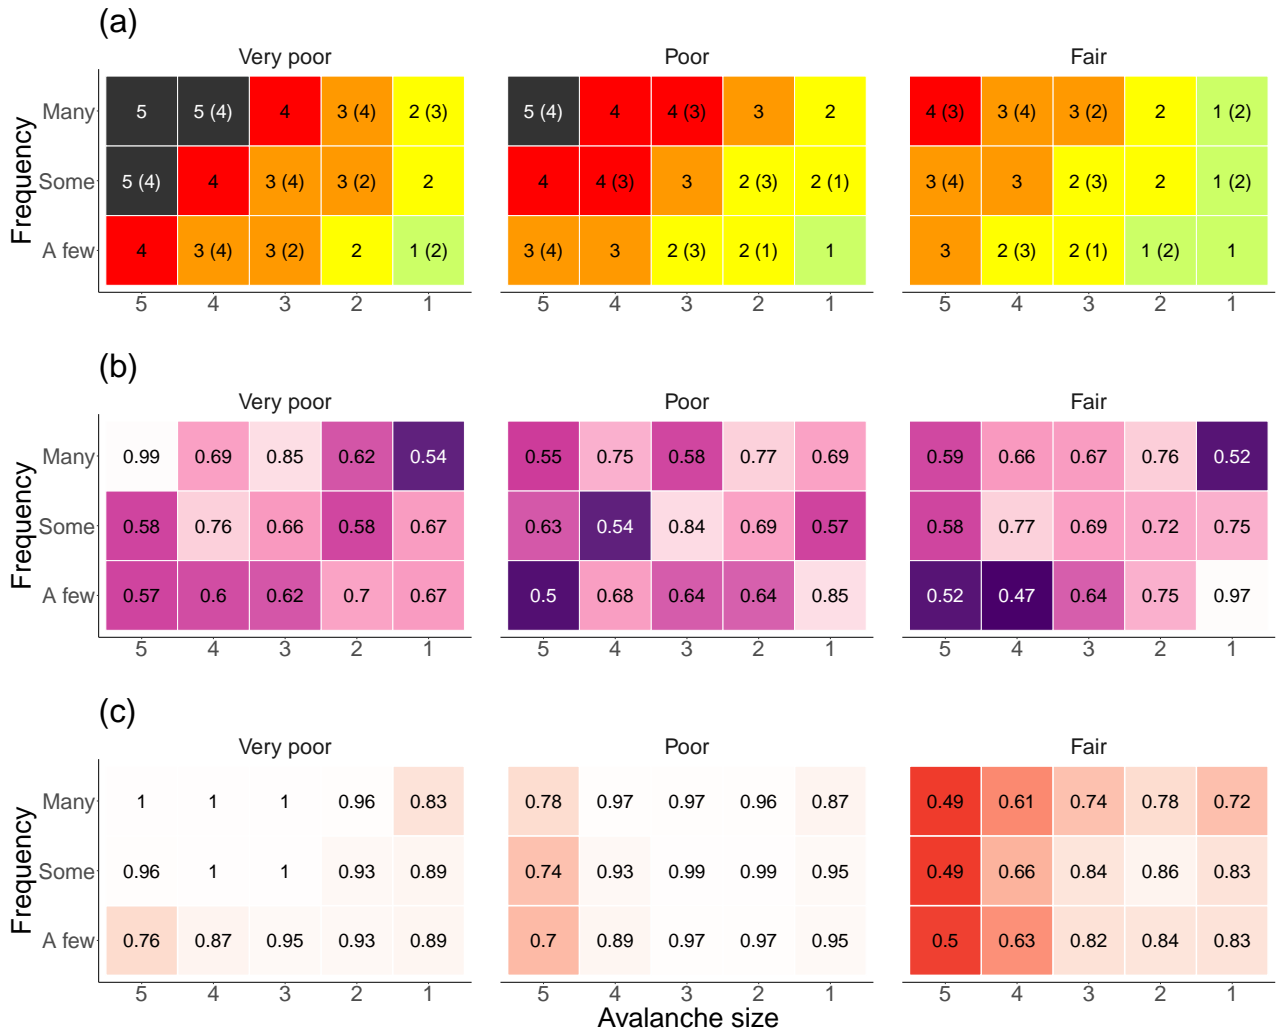 (a)
Very poor Poor Fair
Frequency
Many 5 5 (4) 4 3 (4) 2 (3) 5 (4) 4 4 (3) 3 2 4 (3) 3 (4) 3 (2) 2 1 (2)
Some 5 (4) 4 3 (4) 3 (2) 2 4 4 (3) 3 2 (3) 2 (1) 3 (4) 3 2 (3) 2 1 (2)
A few 4 3 (4) 3 (2) 2 1 (2) 3 (4) 3 2 (3) 2 (1) 1 3 2 (3) 2 (1) 1 (2) 1
5 4 3 2 1 5 4 3 2 1 5 4 3 2 1
(b)
Very poor Poor Fair
Frequency
Many 0.99 0.69 0.85 0.62 0.54 0.55 0.75 0.58 0.77 0.69 0.59 0.66 0.67 0.76 0.52
Some 0.58 0.76 0.66 0.58 0.67 0.63 0.54 0.84 0.69 0.57 0.58 0.77 0.69 0.72 0.75
A few 0.57 0.6 0.62 0.7 0.67 0.5 0.68 0.64 0.64 0.85 0.52 0.47 0.64 0.75 0.97
5 4 3 2 1 5 4 3 2 1 5 4 3 2 1
(c)
Very poor Poor Fair
Frequency
Many 1 1 1 0.96 0.83 0.78 0.97 0.97 0.96 0.87 0.49 0.61 0.74 0.78 0.72
Some 0.96 1 1 0.93 0.89 0.74 0.93 0.99 0.99 0.95 0.49 0.66 0.84 0.86 0.83
A few 0.76 0.87 0.95 0.93 0.89 0.7 0.89 0.97 0.97 0.95 0.5 0.63 0.82 0.84 0.83
5 4 3 2 1 5 4 3 2 1 5 4 3 2 1
Avalanche size